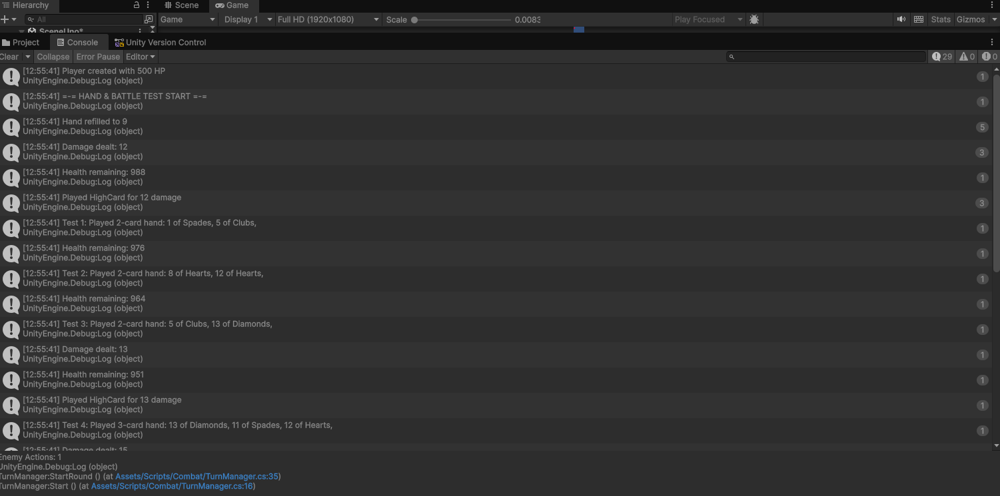 Hierarchy
Scene
Game
All
Game
Display 1
Full HD (1920x1080)
Scale
0.0083
Play Focused
Stats
Gizmos
SceneUno*
Project
Console
Unity Version Control
Clear
Collapse
Error Pause
Editor
29
0
0
[12:55:41] Player created with 500 HP
UnityEngine.Debug:Log (object)
1
[12:55:41] =-= HAND & BATTLE TEST START =-=
UnityEngine.Debug:Log (object)
1
[12:55:41] Hand refilled to 9
UnityEngine.Debug:Log (object)
5
[12:55:41] Damage dealt: 12
UnityEngine.Debug:Log (object)
3
[12:55:41] Health remaining: 988
UnityEngine.Debug:Log (object)
1
[12:55:41] Played HighCard for 12 damage
UnityEngine.Debug:Log (object)
3
[12:55:41] Test 1: Played 2-card hand: 1 of Spades, 5 of Clubs,
UnityEngine.Debug:Log (object)
1
[12:55:41] Health remaining: 976
UnityEngine.Debug:Log (object)
1
[12:55:41] Test 2: Played 2-card hand: 8 of Hearts, 12 of Hearts,
UnityEngine.Debug:Log (object)
1
[12:55:41] Health remaining: 964
UnityEngine.Debug:Log (object)
1
[12:55:41] Test 3: Played 2-card hand: 5 of Clubs, 13 of Diamonds,
UnityEngine.Debug:Log (object)
1
[12:55:41] Damage dealt: 13
UnityEngine.Debug:Log (object)
1
[12:55:41] Health remaining: 951
UnityEngine.Debug:Log (object)
1
[12:55:41] Played HighCard for 13 damage
UnityEngine.Debug:Log (object)
1
[12:55:41] Test 4: Played 3-card hand: 13 of Diamonds, 11 of Spades, 12 of Hearts,
UnityEngine.Debug:Log (object)
1
[12:55:41] Damage dealt: 15
Enemy Actions: 1
UnityEngine.Debug:Log (object)
TurnManager:StartRound () (at Assets/Scripts/Combat/TurnManager.cs:35)
TurnManager:Start () (at Assets/Scripts/Combat/TurnManager.cs:16)